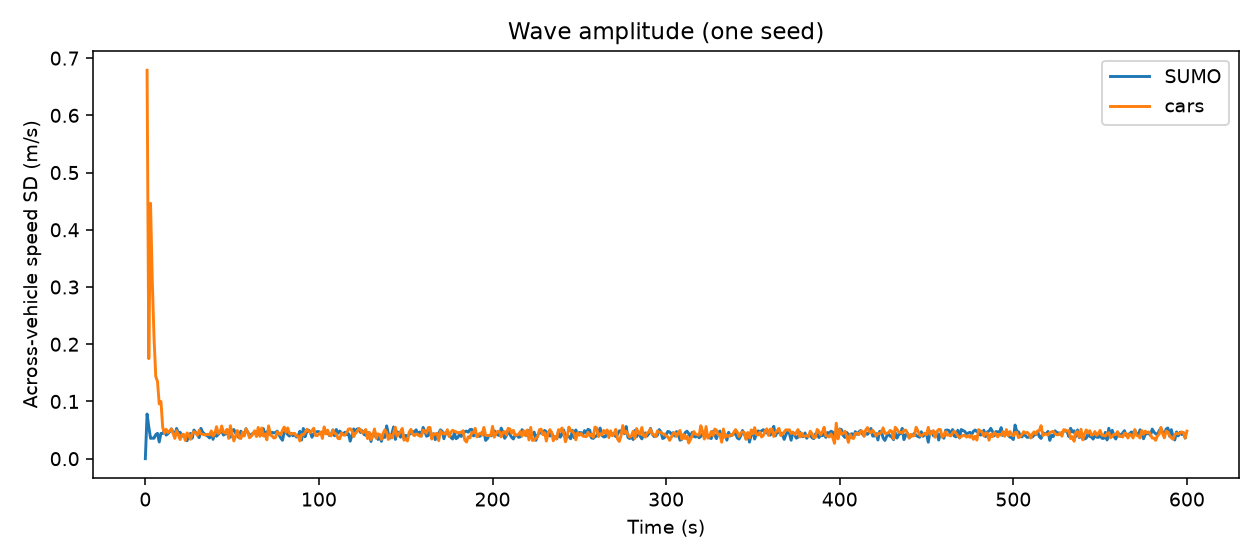 Wave amplitude (one seed)
SUMO
cars
Across-vehicle speed SD (m/s)
0.7
0.6
0.5
0.4
0.3
0.2
0.1
0.0
0 100 200 300 400 500 600
Time (s)